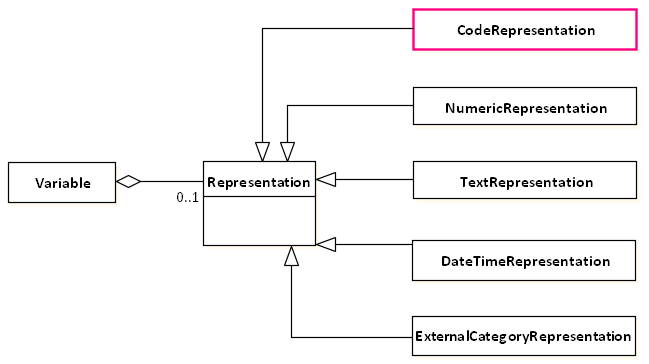 CodeRepresentation
NumericRepresentation
Variable
Representation
0..1
TextRepresentation
DateTimeRepresentation
ExternalCategoryRepresentation